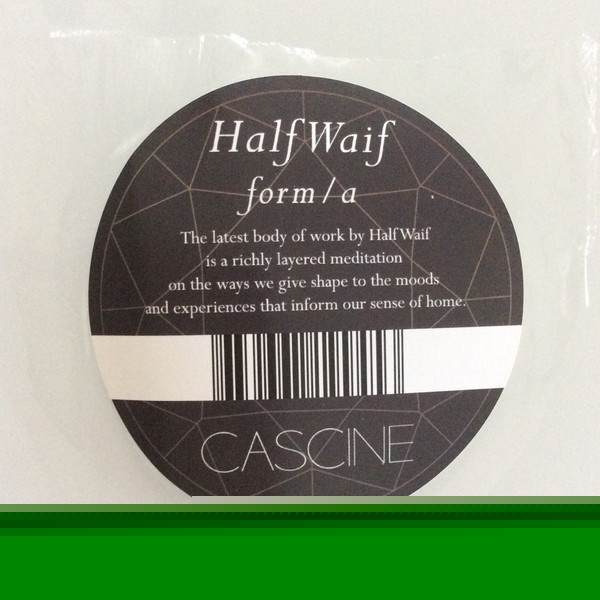 Half Waif
form / a
The latest body of work by Half Waif
is a richly layered meditation
on the ways we give shape to the moods
and experiences that inform our sense of home.
CASCINE